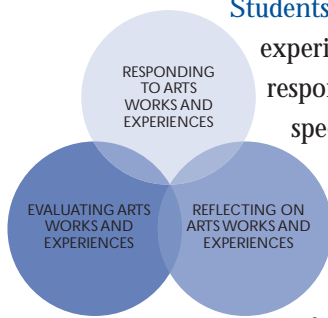 Students
experi
respon
spe
RESPONDING
TO ARTS
WORKS AND
EXPERIENCES
EVALUATING ARTS
WORKS AND
EXPERIENCES
REFLECTING ON
ARTS WORKS AND
EXPERIENCES